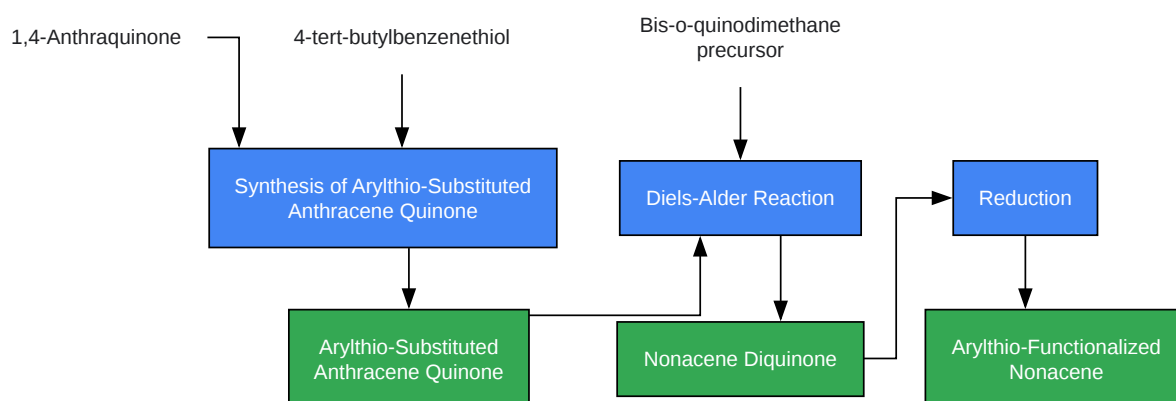 1,4-Anthraquinone
4-tert-butylbenzenethiol
Bis-o-quinodimethane
precursor
Synthesis of Arylthio-Substituted
Anthracene Quinone
Diels-Alder Reaction
Reduction
Arylthio-Substituted
Anthracene Quinone
Nonacene Diquinone
Arylthio-Functionalized
Nonacene